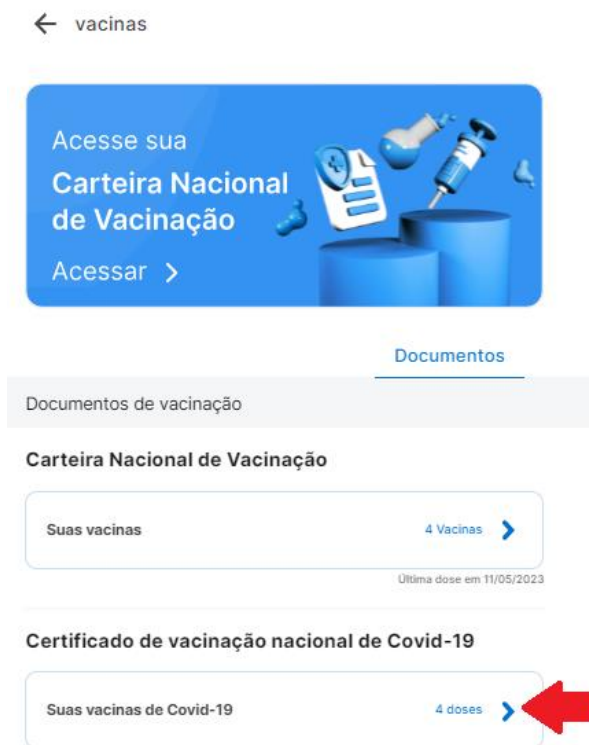 vacinas
Acesse sua
Carteira Nacional
de Vacinação
Acessar
Documentos
Documentos de vacinação
Carteira Nacional de Vacinação
Suas vacinas 4 Vacinas
Última dose em 11/05/2023
Certificado de vacinação nacional de Covid-19
Suas vacinas de Covid-19 4 doses